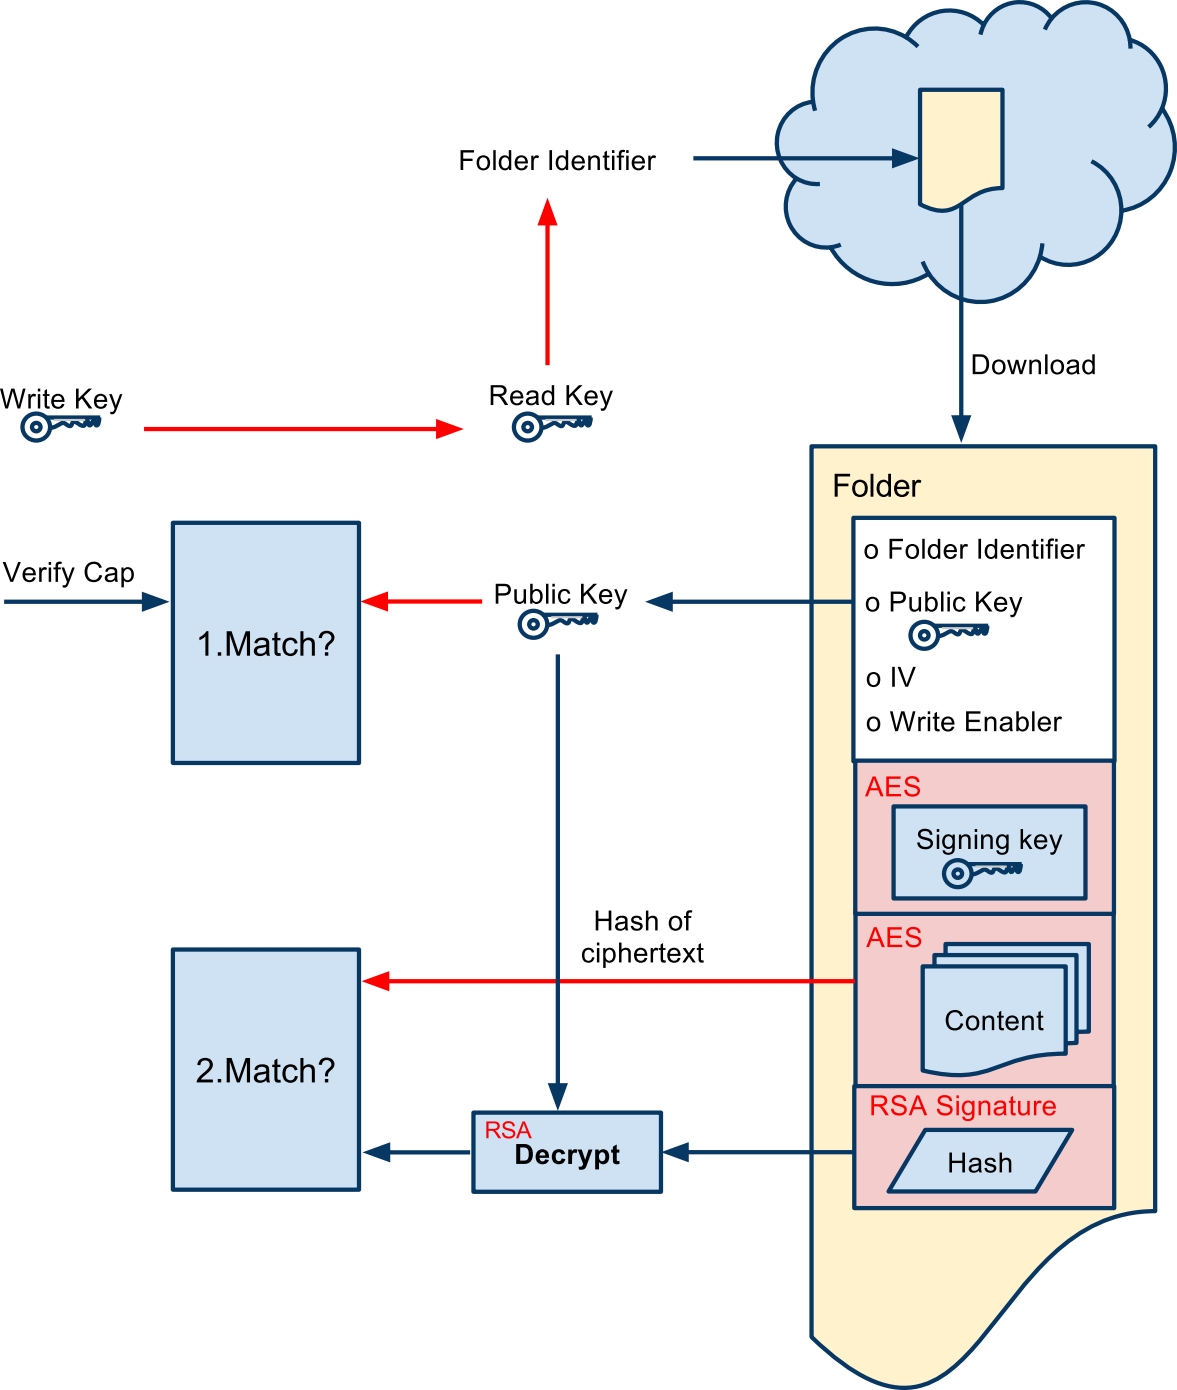 Folder Identifier
Download
Write Key
Read Key
Folder
o Folder Identifier
Verify Cap
Public Key
o Public Key
1.Match?
o IV
o Write Enabler
AES
Signing key
Hash of
ciphertext
AES
Content
2.Match?
RSA Signature
RSA
Decrypt
Hash